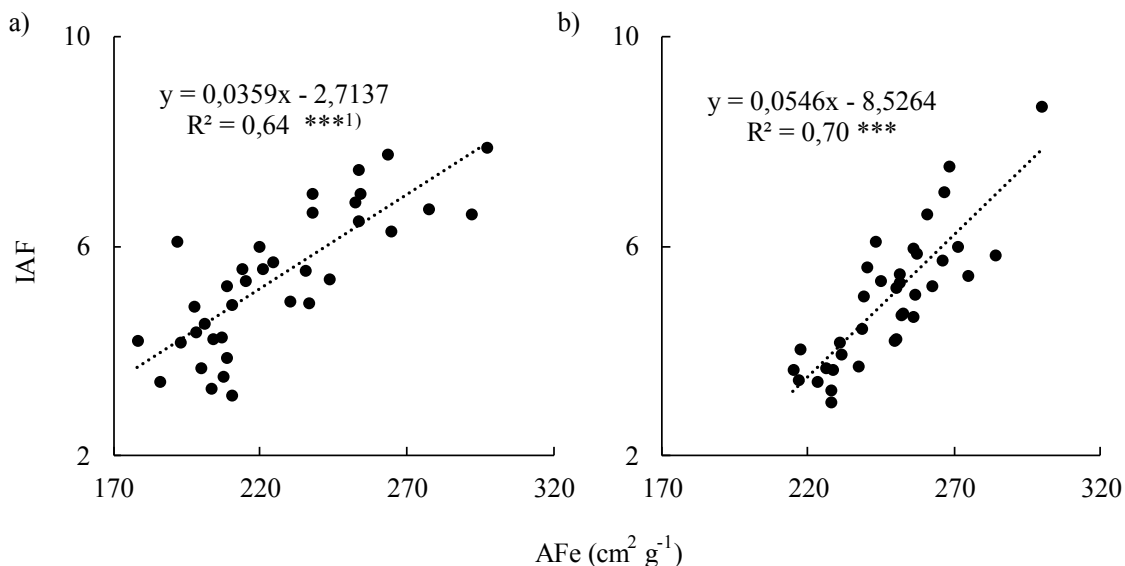 a)
10
y = 0,0359x - 2,7137
R² = 0,64 ***¹⁾
IAF
6
2
170 220 270 320
b)
10
y = 0,0546x - 8,5264
R² = 0,70 ***
6
2
170 220 270 320
AFe (cm² g⁻¹)